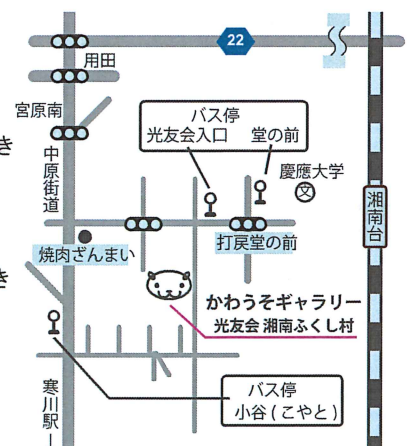 22
用田
宮原南
バス停
光友会入口 堂の前
き
中原街道
慶應大学
文
湘南台
焼肉ざんまい
打戻堂の前
き
かわうそギャラリー
光友会 湘南ふくし村
バス停
小谷(こやと)
寒川駅